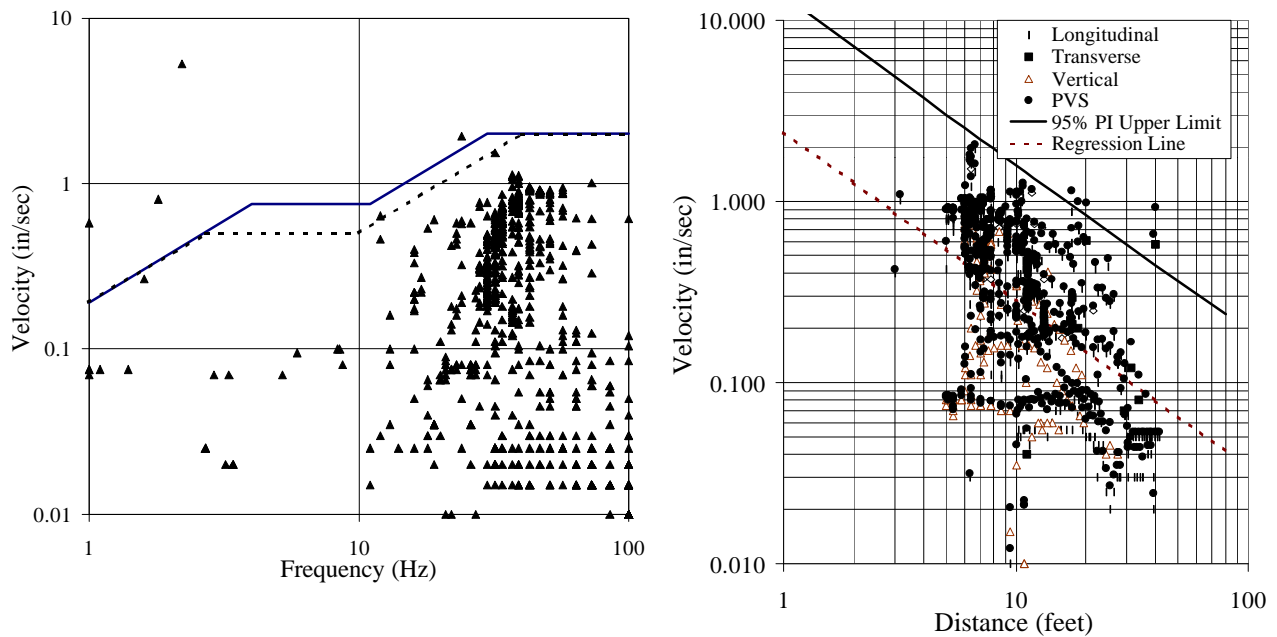 10
1
0.1
0.01
Velocity (in/sec)
1
10
100
Frequency (Hz)
10.000
1.000
0.100
0.010
Velocity (in/sec)
Longitudinal
Transverse
Vertical
PVS
95% PI Upper Limit
Regression Line
1
10
100
Distance (feet)